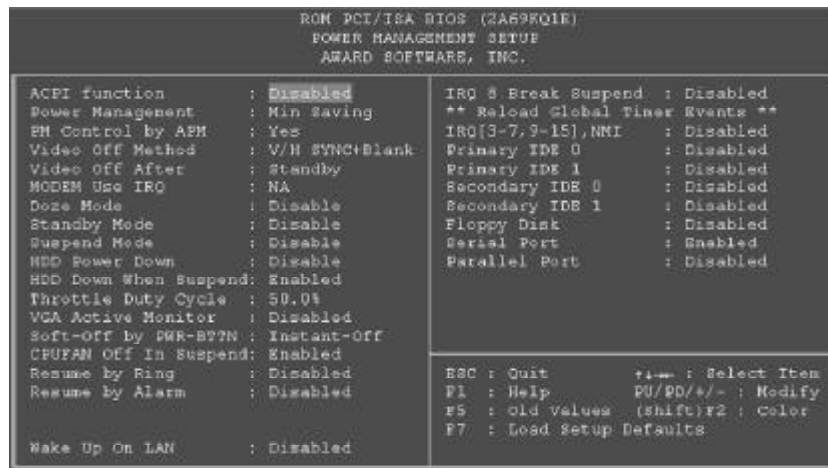 ROM PCI/ISA BIOS (2A69KQ1E)
POWER MANAGEMENT SETUP
AWARD SOFTWARE, INC.
ACPI function : Disabled
Power Management : Min Saving
PM Control by APM : Yes
Video Off Method : V/H SYNC+Blank
Video Off After : Standby
MODEM Use IRQ : NA
Doze Mode : Disable
Standby Mode : Disable
Suspend Mode : Disable
HDD Power Down : Disable
HDD Down When Suspend: Enabled
Throttle Duty Cycle : 50.0%
VGA Active Monitor : Disabled
Soft-Off by PWR-BTTN : Instant-Off
CPUFAN Off In Suspend: Enabled
Resume by Ring : Disabled
Resume by Alarm : Disabled
Wake Up On LAN : Disabled
IRQ 8 Break Suspend : Disabled
** Reload Global Timer Events **
IRQ[3-7,9-15],NMI : Disabled
Primary IDE 0 : Disabled
Primary IDE 1 : Disabled
Secondary IDE 0 : Disabled
Secondary IDE 1 : Disabled
Floppy Disk : Disabled
Serial Port : Enabled
Parallel Port : Disabled
ESC : Quit ↑↓→← : Select Item
F1 : Help PU/PD/+/- : Modify
F5 : Old Values (Shift)F2 : Color
F7 : Load Setup Defaults